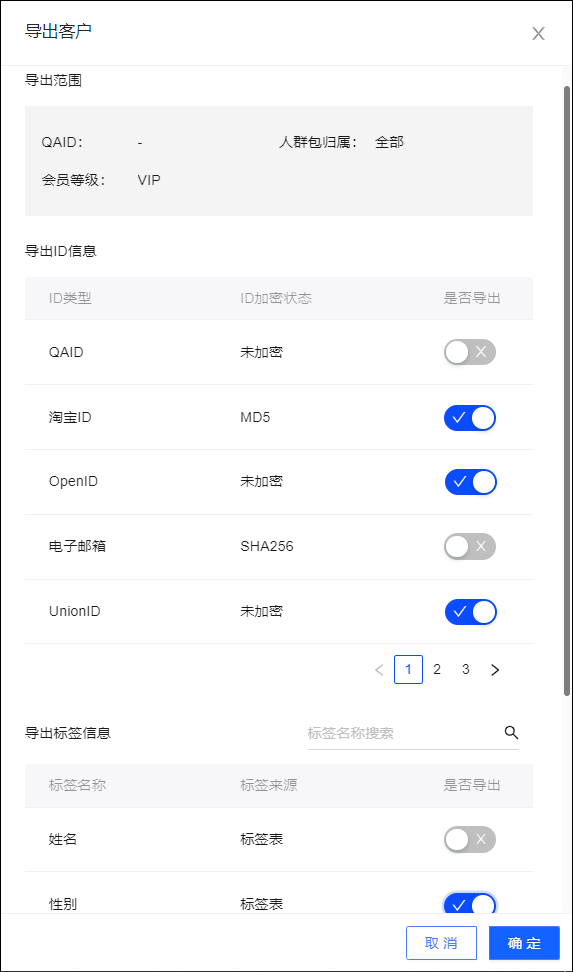 导出客户
导出范围
QAID： - 人群包归属： 全部
会员等级： VIP
导出ID信息
ID类型 ID加密状态 是否导出
QAID 未加密
淘宝ID MD5
OpenID 未加密
电子邮箱 SHA256
UnionID 未加密
1 2 3
导出标签信息 标签名称搜索
标签名称 标签来源 是否导出
姓名 标签表
性别 标签表
取 消 确 定